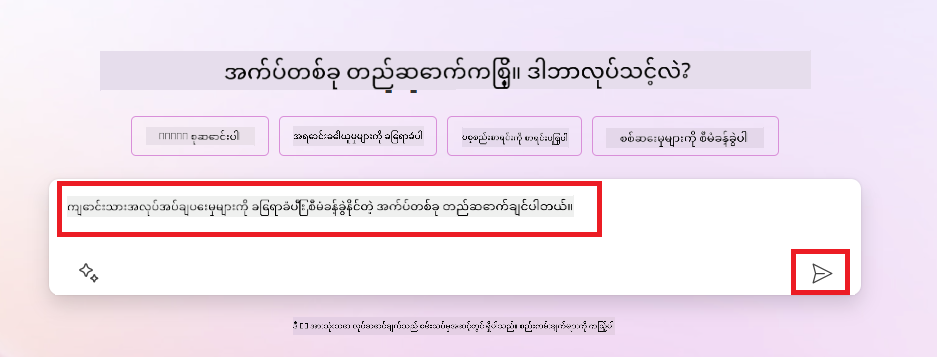 အက်ပ်တစ်ခု တည်ဆောက်ကြစို့။ ဒါဘာလုပ်သင့်လဲ?
စုဆောင်းပါ
အရောင်းခေါ်ယူမှုများကို ခြေရာခံပါ
ပစ္စည်းစာရင်းကို စာရင်းပြုစုပါ
စစ်ဆေးမှုများကို စီမံခန့်ခွဲပါ
ကျောင်းသားအလုပ်အပ်ချပေးမှုများကို ခြေရာခံပြီး စီမံခန့်ခွဲနိုင်တဲ့ အက်ပ်တစ်ခု တည်ဆောက်ချင်ပါတယ်။